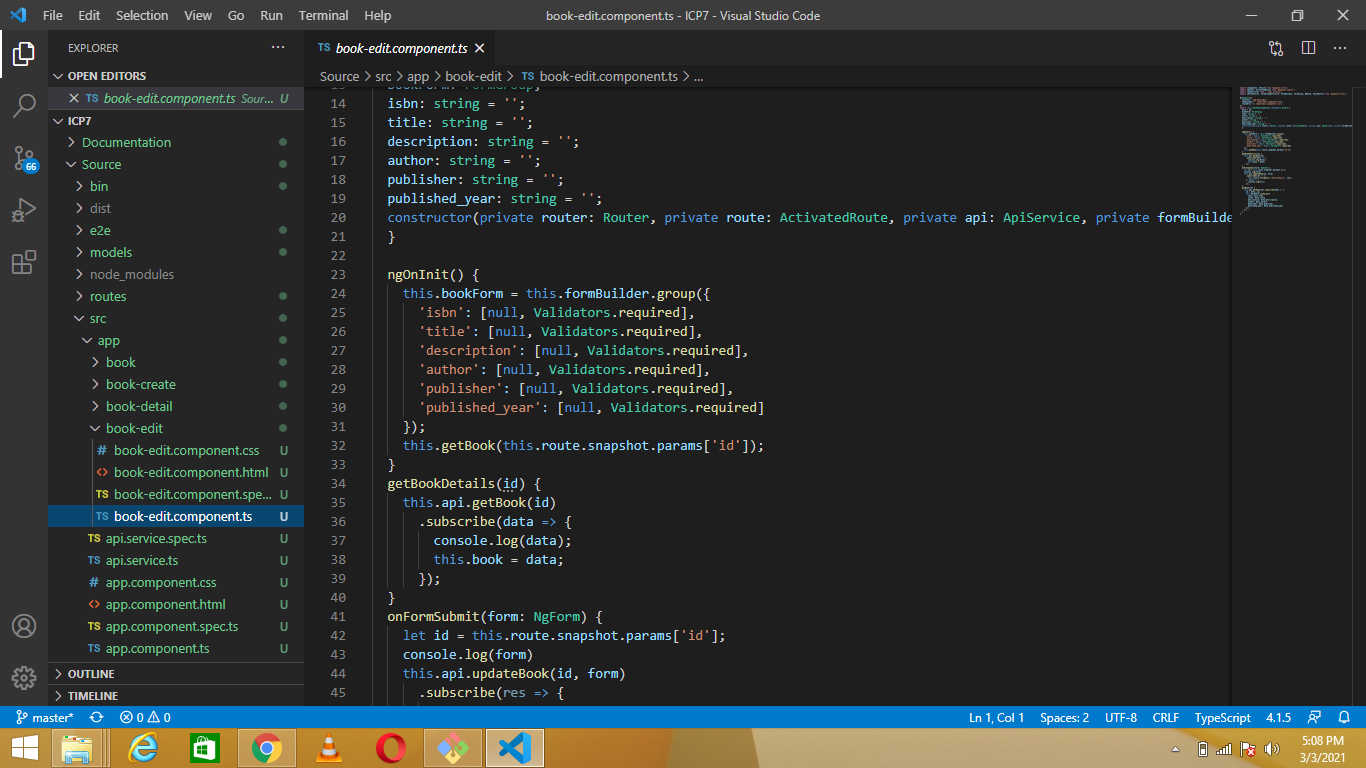 File Edit Selection View Go Run Terminal Help
book-edit.component.ts - ICP7 - Visual Studio Code
EXPLORER
OPEN EDITORS
TS book-edit.component.ts Sour... U
ICP7
Documentation
Source
bin
dist
e2e
models
node_modules
routes
src
app
book
book-create
book-detail
book-edit
# book-edit.component.css U
<> book-edit.component.html U
TS book-edit.component.spe... U
TS book-edit.component.ts U
TS api.service.spec.ts U
TS api.service.ts U
# app.component.css U
<> app.component.html U
TS app.component.spec.ts U
TS app.component.ts U
OUTLINE
TIMELINE
66
TS book-edit.component.ts
Source > src > app > book-edit > TS book-edit.component.ts > ...
13 bookForm: FormGroup;
14 isbn: string = '';
15 title: string = '';
16 description: string = '';
17 author: string = '';
18 publisher: string = '';
19 published_year: string = '';
20 constructor(private router: Router, private route: ActivatedRoute, private api: ApiService, private formBuilde
21 }
22
23 ngOnInit() {
24 this.bookForm = this.formBuilder.group({
25 'isbn': [null, Validators.required],
26 'title': [null, Validators.required],
27 'description': [null, Validators.required],
28 'author': [null, Validators.required],
29 'publisher': [null, Validators.required],
30 'published_year': [null, Validators.required]
31 });
32 this.getBook(this.route.snapshot.params['id']);
33 }
34 getBookDetails(id) {
35 this.api.getBook(id)
36 .subscribe(data => {
37 console.log(data);
38 this.book = data;
39 });
40 }
41 onFormSubmit(form: NgForm) {
42 let id = this.route.snapshot.params['id'];
43 console.log(form)
44 this.api.updateBook(id, form)
45 .subscribe(res => {
master* 0 0 Ln 1, Col 1 Spaces: 2 UTF-8 CRLF TypeScript 4.1.5
5:08 PM
3/3/2021